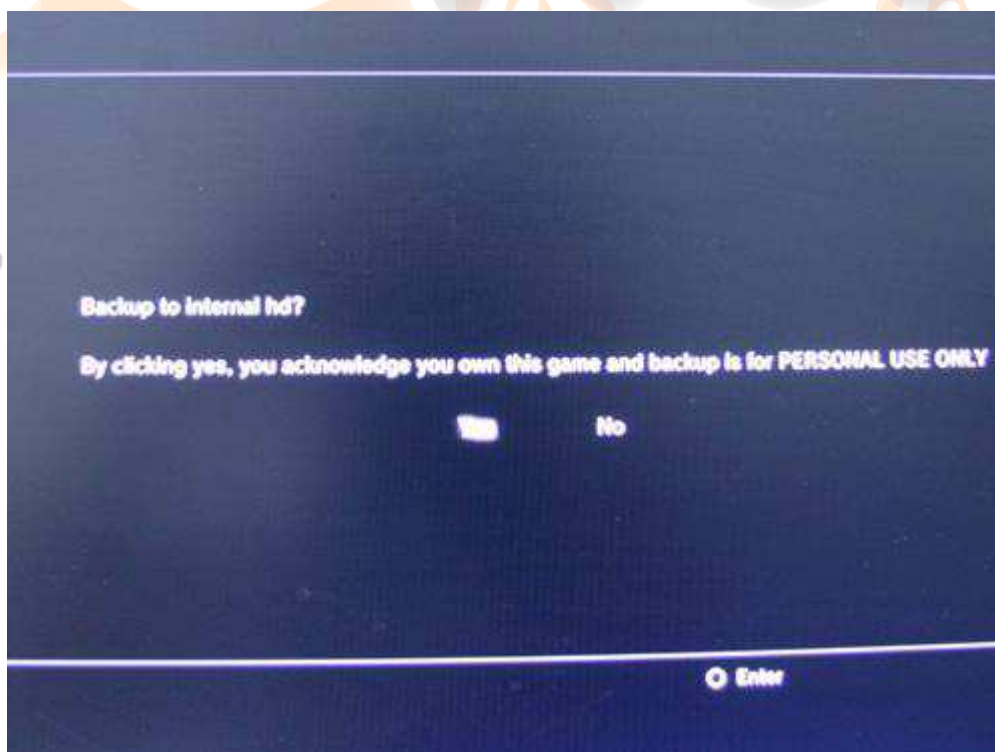 Backup to internal hd?
By clicking yes, you acknowledge you own this game and backup is for PERSONAL USE ONLY
Yes No
Enter